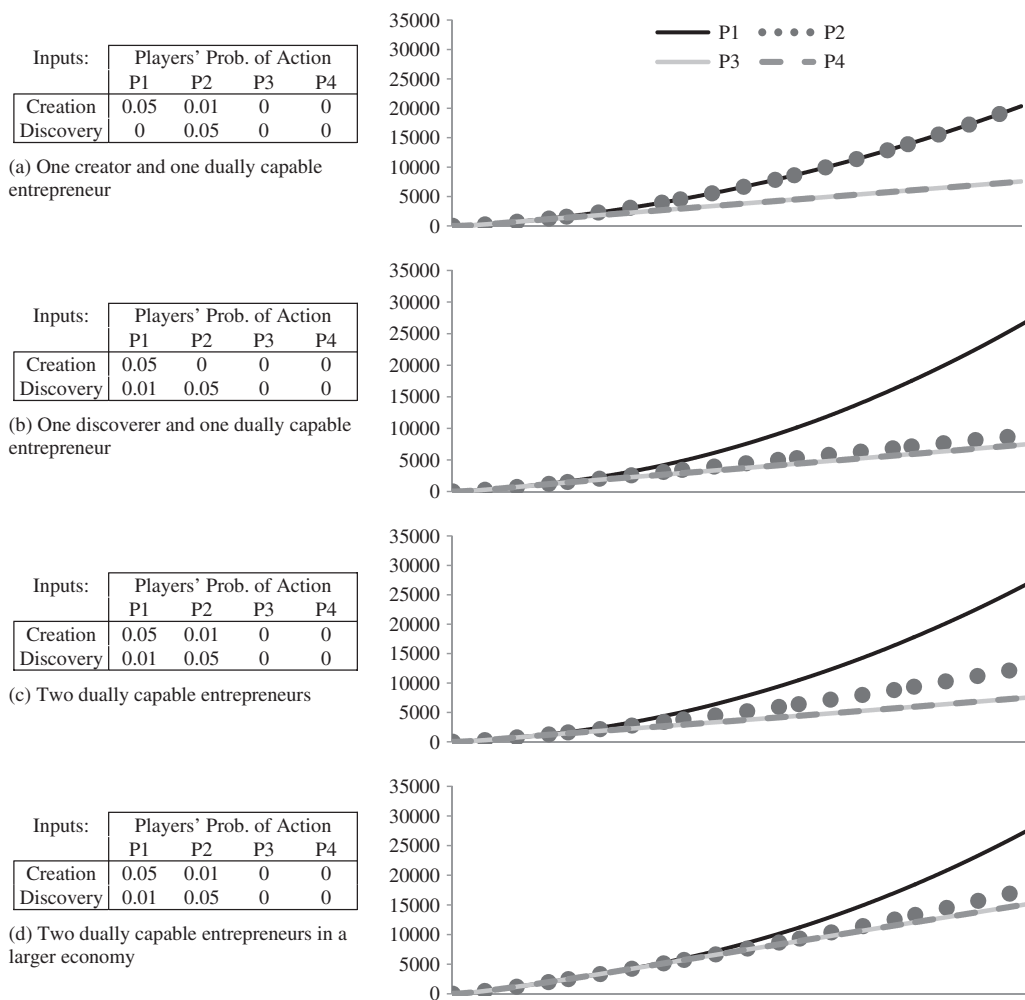 35000
30000
25000
20000
15000
10000
5000
0
P1 P2
P3 P4
Inputs: Players' Prob. of Action
P1 P2 P3 P4
Creation 0.05 0.01 0 0
Discovery 0 0.05 0 0
(a) One creator and one dually capable
entrepreneur
35000
30000
25000
20000
15000
10000
5000
0
Inputs: Players' Prob. of Action
P1 P2 P3 P4
Creation 0.05 0 0 0
Discovery 0.01 0.05 0 0
(b) One discoverer and one dually capable
entrepreneur
35000
30000
25000
20000
15000
10000
5000
0
Inputs: Players' Prob. of Action
P1 P2 P3 P4
Creation 0.05 0.01 0 0
Discovery 0.01 0.05 0 0
(c) Two dually capable entrepreneurs
35000
30000
25000
20000
15000
10000
5000
0
Inputs: Players' Prob. of Action
P1 P2 P3 P4
Creation 0.05 0.01 0 0
Discovery 0.01 0.05 0 0
(d) Two dually capable entrepreneurs in a
larger economy